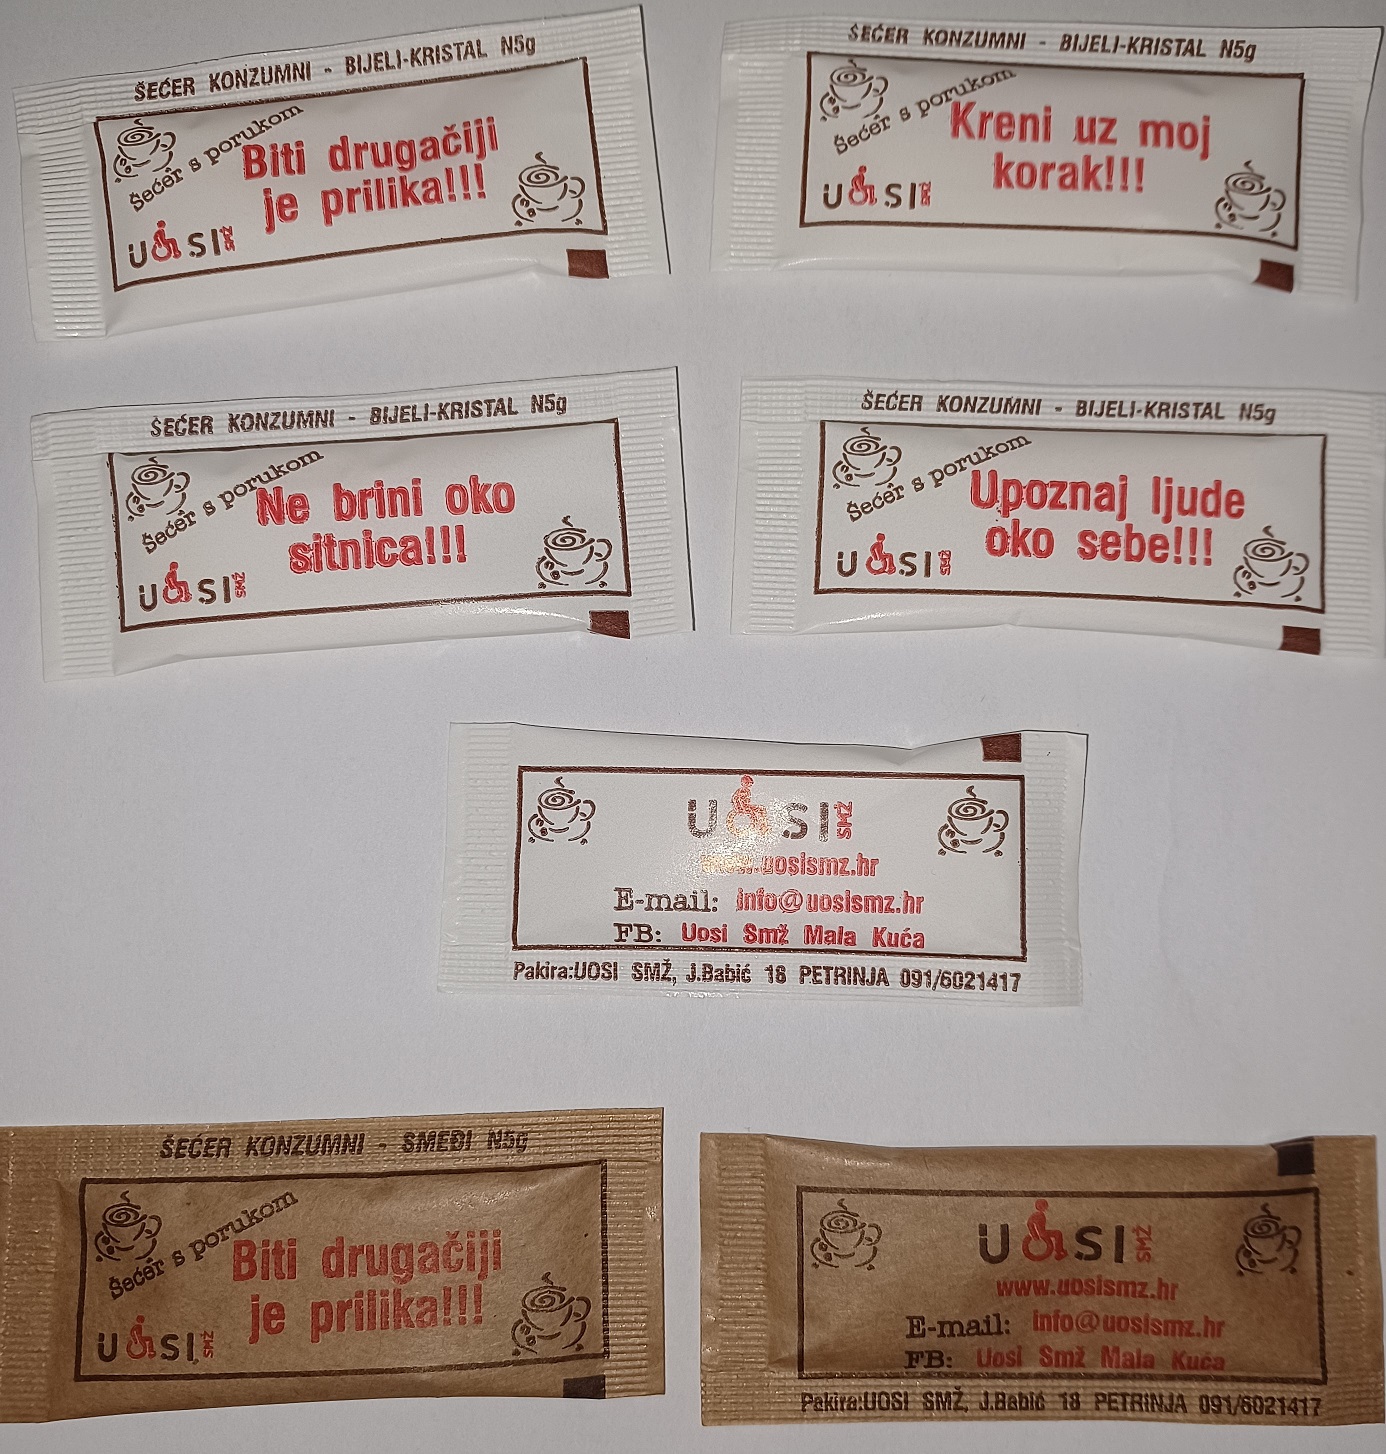 ŠEĆER KONZUMNI - BIJELI-KRISTAL N5g
Šećer s porukom
Biti drugačiji
je prilika!!!
UOSI SMŽ
ŠEĆER KONZUMNI - BIJELI-KRISTAL N5g
Šećer s porukom
Kreni uz moj
korak!!!
UOSI SMŽ
ŠEĆER KONZUMNI - BIJELI-KRISTAL N5g
Šećer s porukom
Ne brini oko
sitnica!!!
UOSI SMŽ
ŠEĆER KONZUMNI - BIJELI-KRISTAL N5g
Šećer s porukom
Upoznaj ljude
oko sebe!!!
UOSI SMŽ
UOSI SMŽ
www.uosismz.hr
E-mail: info@uosismz.hr
FB: Uosi Smž Mala Kuća
Pakira:UOSI SMŽ, J.Babić 18 PETRINJA 091/6021417
ŠEĆER KONZUMNI - SMEĐI N5g
Šećer s porukom
Biti drugačiji
je prilika!!!
UOSI SMŽ
UOSI SMŽ
www.uosismz.hr
E-mail: info@uosismz.hr
FB: Uosi Smž Mala Kuća
Pakira:UOSI SMŽ, J.Babić 18 PETRINJA 091/6021417